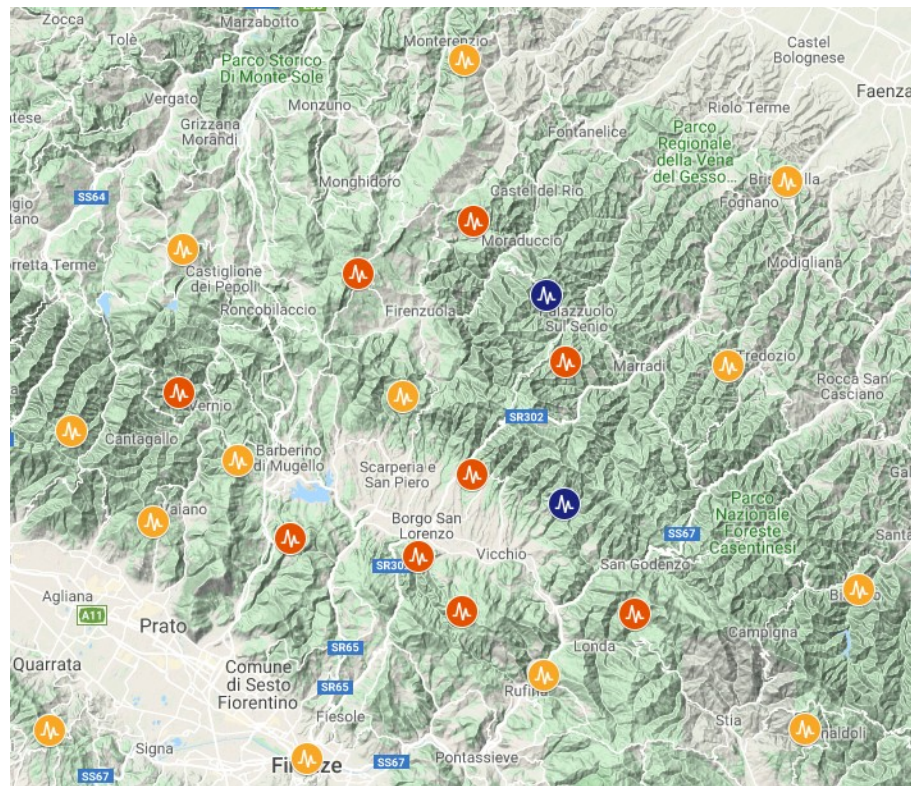 Zocca
Marzabotto
Tolè
Monterenzio
Castel
Bolognese
Parco Storico
Di Monte Sole
Faenza
Vergato
Monzuno
Riolo Terme
Grizzana
Morandi
Fontanelice
Parco
Regionale
della Vena
del Gesso...
Monghidoro
Castel del Rio
Fognano
SS64
Moraduccio
Modigliana
Castiglione
dei Pepoli
Roncobilaccio
Firenzuola
Sul Senio
Marradi
Rocca San
Casciano
SR302
Cantagallo
Barberino
di Mugello
Scarperia e
San Piero
Borgo San
Lorenzo
Vicchio
Parco
Nazionale
Foreste
Casentinesi
SS67
San Godenzo
Agliana
A11
Prato
Campigna
SR65
Londa
Quarrata
Comune
di Sesto
Fiorentino
SR65
Fiesole
Stia
Signa
Pontassieve
SS67
SS67